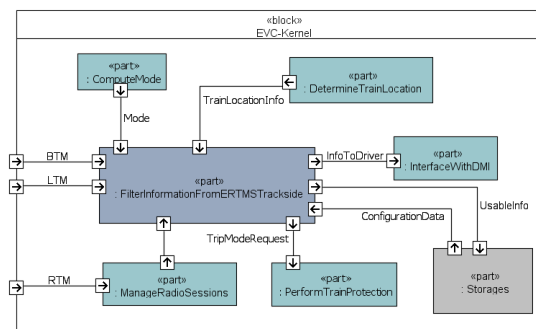 «block»
EVC-Kernel
«part»
: ComputeMode
«part»
: DetermineTrainLocation
TrainLocationInfo
Mode
BTM
LTM
«part»
: FilterInformationFromERTMSTrackside
InfoToDriver
«part»
: InterfaceWithDMI
ConfigurationData
UsableInfo
TripModeRequest
RTM
«part»
: ManageRadioSessions
«part»
: PerformTrainProtection
«part»
: Storages